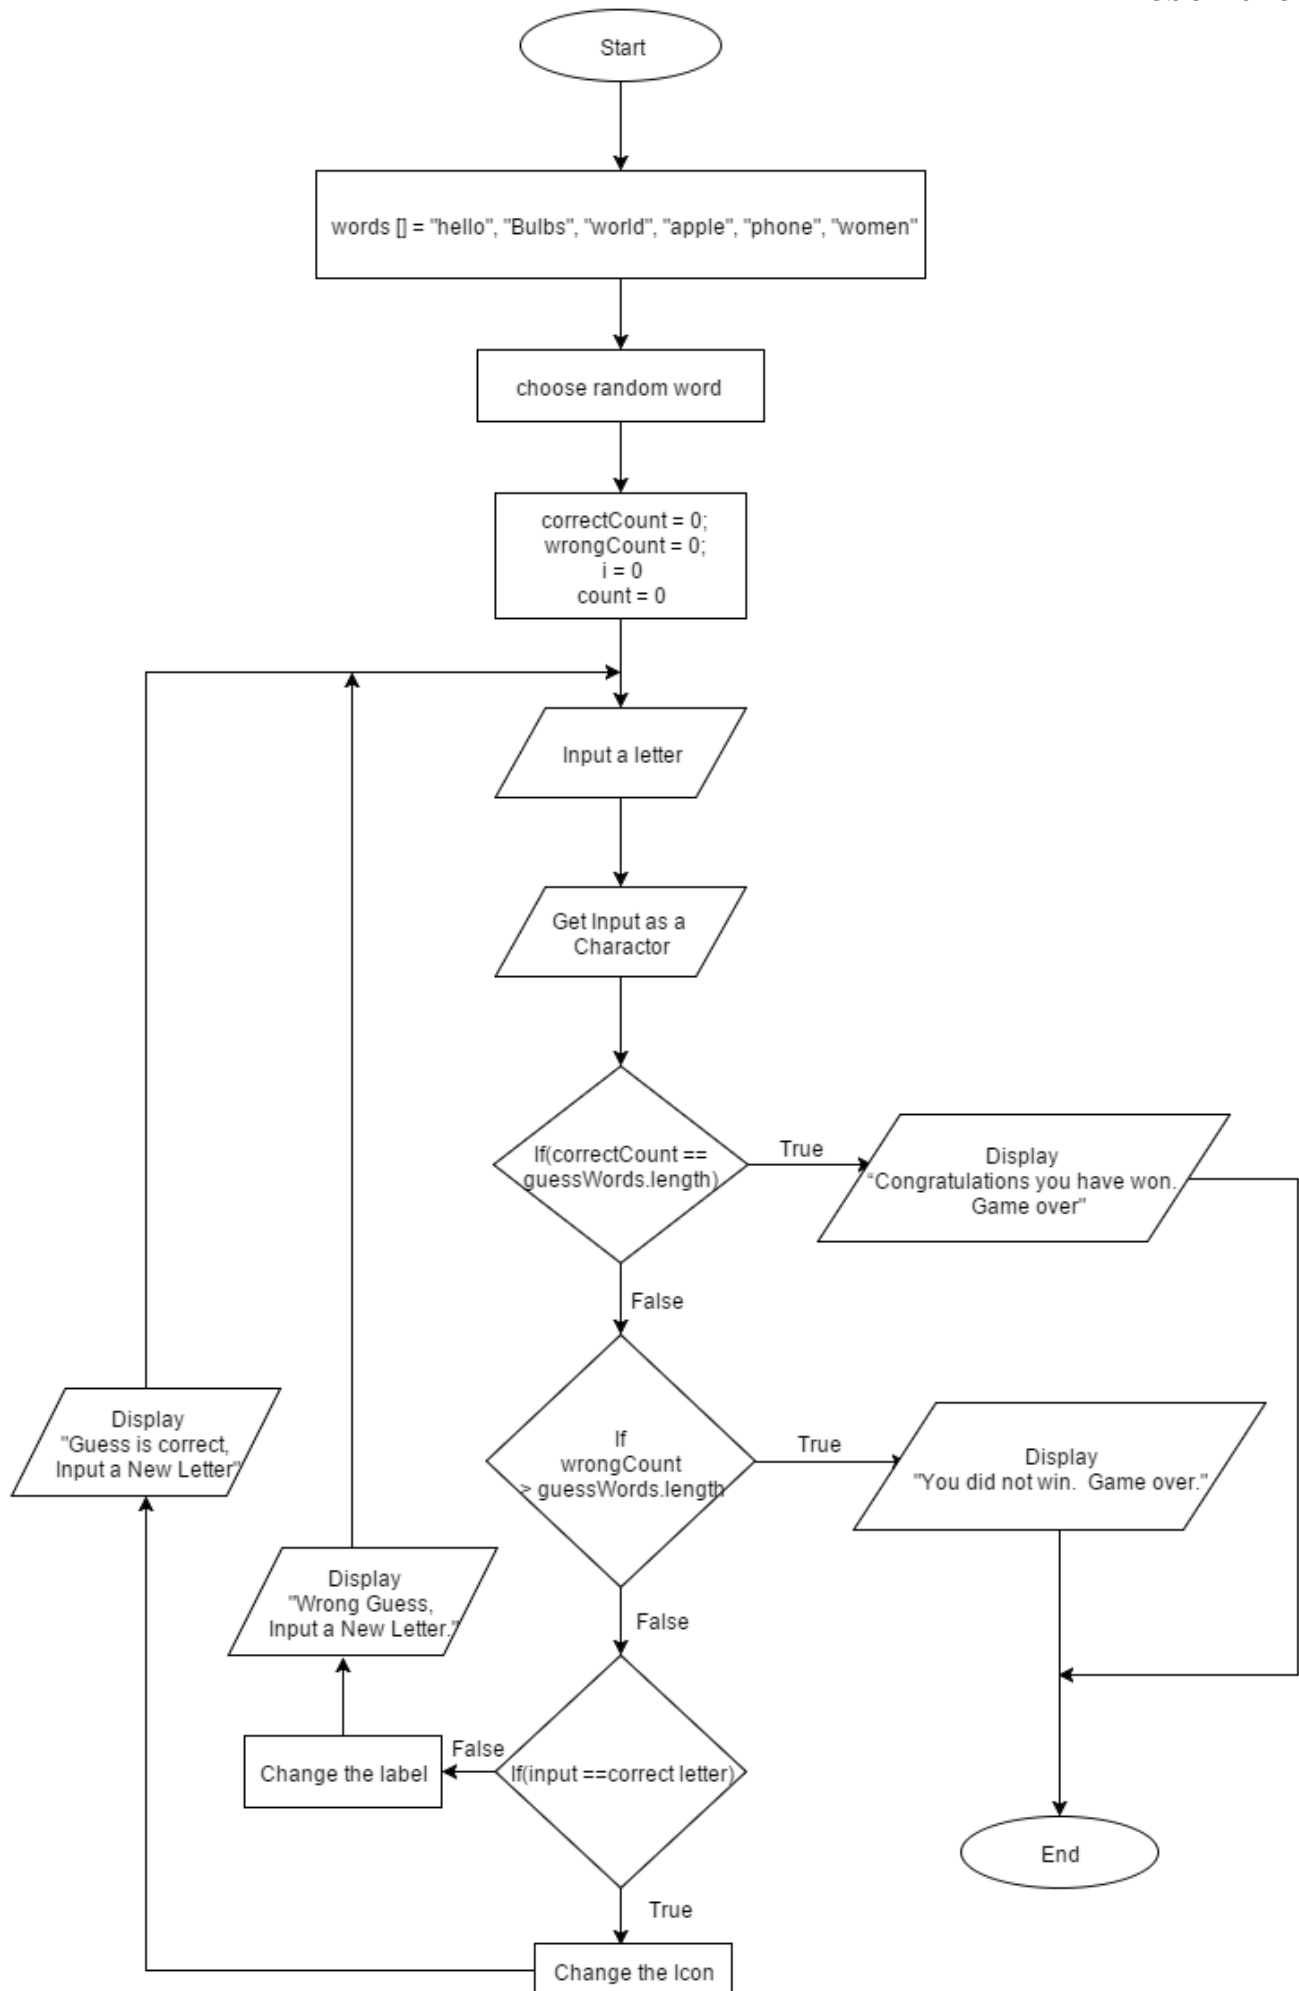 Start
words [] = "hello", "Bulbs", "world", "apple", "phone", "women"
choose random word
correctCount = 0;
wrongCount = 0;
i = 0
count = 0
Input a letter
Get Input as a
Charactor
If(correctCount ==
guessWords.length)
True
Display
"Congratulations you have won.
Game over"
False
If
wrongCount
> guessWords.length
True
Display
"You did not win.  Game over."
Display
"Guess is correct,
Input a New Letter"
Display
"Wrong Guess,
Input a New Letter."
False
If(input ==correct letter)
False
Change the label
End
True
Change the Icon